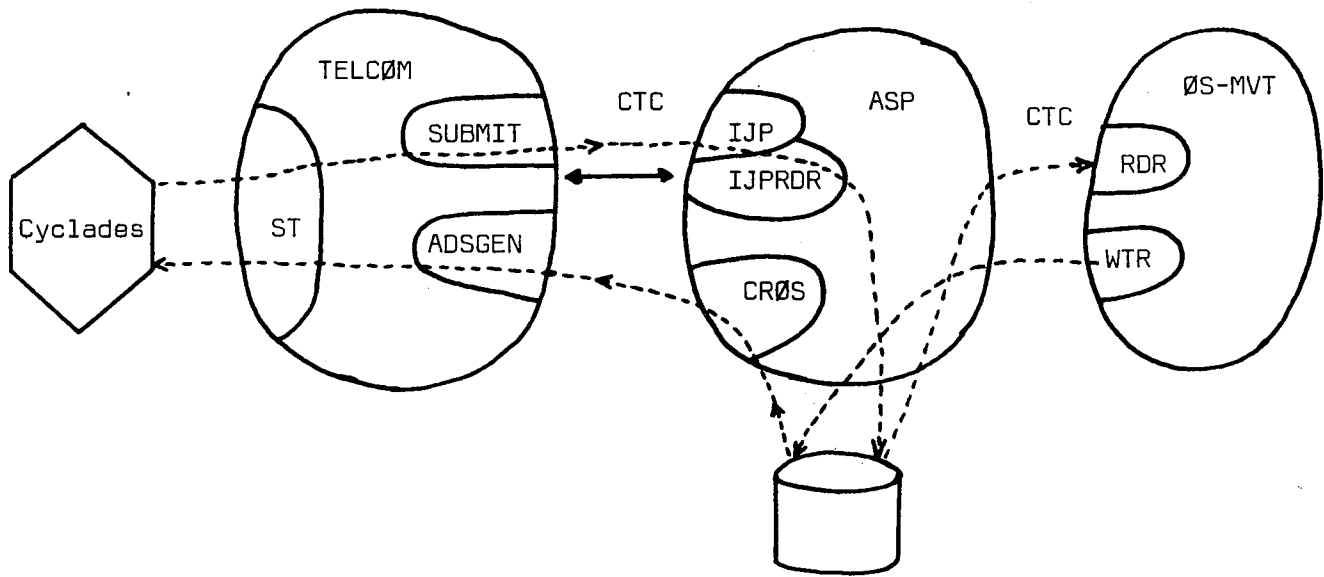 TELCØM
CTC
ASP
ØS-MVT
SUBMIT
IJP
CTC
RDR
IJPRDR
Cyclades
ST
ADSGEN
CRØS
WTR